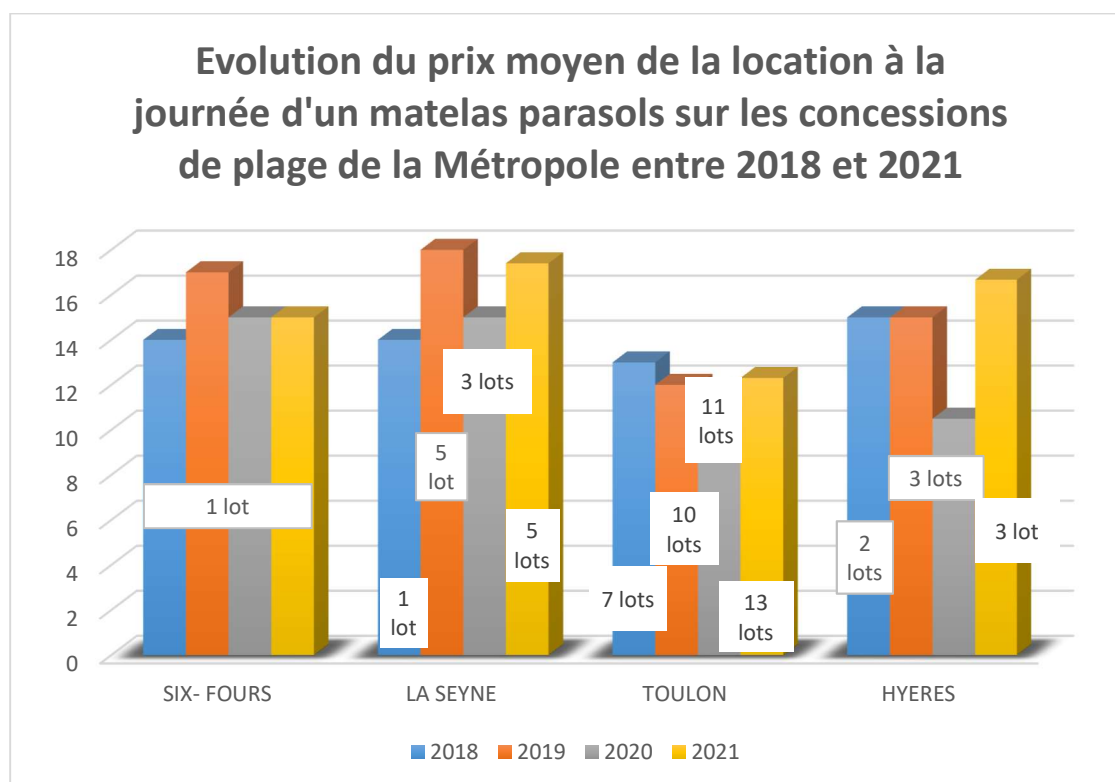 Evolution du prix moyen de la location à la
journée d'un matelas parasols sur les concessions
de plage de la Métropole entre 2018 et 2021
18
16
14
12
10
8
6
4
2
0
1 lot
1
lot
5
lot
3 lots
5
lots
7 lots
10
lots
11
lots
13
lots
2
lots
3 lots
3 lot
SIX- FOURS
LA SEYNE
TOULON
HYERES
2018
2019
2020
2021